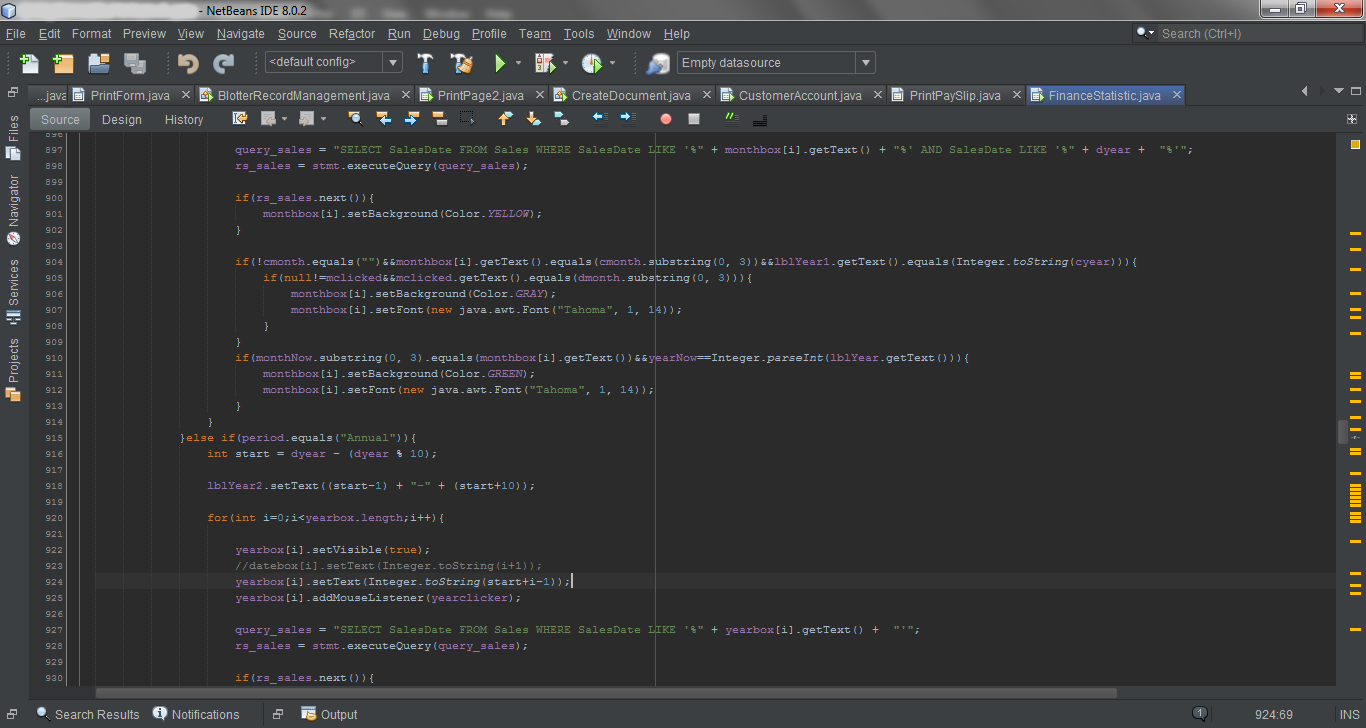 - NetBeans IDE 8.0.2
File Edit Format Preview View Navigate Source Refactor Run Debug Profile Team Tools Window Help
Search (Ctrl+I)
<default config>
Empty datasource
...java PrintForm.java BlotterRecordManagement.java PrintPage2.java CreateDocument.java CustomerAccount.java PrintPaySlip.java FinanceStatistic.java
Source Design History
Files
Navigator
Services
Projects
896
897 query_sales = "SELECT SalesDate FROM Sales WHERE SalesDate LIKE '%" + monthbox[i].getText() + "%' AND SalesDate LIKE '%" + dyear + "%'";
898 rs_sales = stmt.executeQuery(query_sales);
899
900 if(rs_sales.next()){
901 monthbox[i].setBackground(Color.YELLOW);
902 }
903
904 if(!cmonth.equals("")&&monthbox[i].getText().equals(cmonth.substring(0, 3))&&lblYear1.getText().equals(Integer.toString(cyear))){
905 if(null!=mclicked&&mclicked.getText().equals(dmonth.substring(0, 3))){
906 monthbox[i].setBackground(Color.GRAY);
907 monthbox[i].setFont(new java.awt.Font("Tahoma", 1, 14));
908 }
909 }
910 if(monthNow.substring(0, 3).equals(monthbox[i].getText())&&yearNow==Integer.parseInt(lblYear.getText())){
911 monthbox[i].setBackground(Color.GREEN);
912 monthbox[i].setFont(new java.awt.Font("Tahoma", 1, 14));
913 }
914 }
915 }else if(period.equals("Annual")){
916 int start = dyear - (dyear % 10);
917
918 lblYear2.setText((start-1) + "-" + (start+10));
919
920 for(int i=0;i<yearbox.length;i++){
921
922 yearbox[i].setVisible(true);
923 //datebox[i].setText(Integer.toString(i+1));
924 yearbox[i].setText(Integer.toString(start+i-1));
925 yearbox[i].addMouseListener(yearclicker);
926
927 query_sales = "SELECT SalesDate FROM Sales WHERE SalesDate LIKE '%" + yearbox[i].getText() + "'";
928 rs_sales = stmt.executeQuery(query_sales);
929
930 if(rs_sales.next()){
Search Results Notifications Output 1 924:69 INS